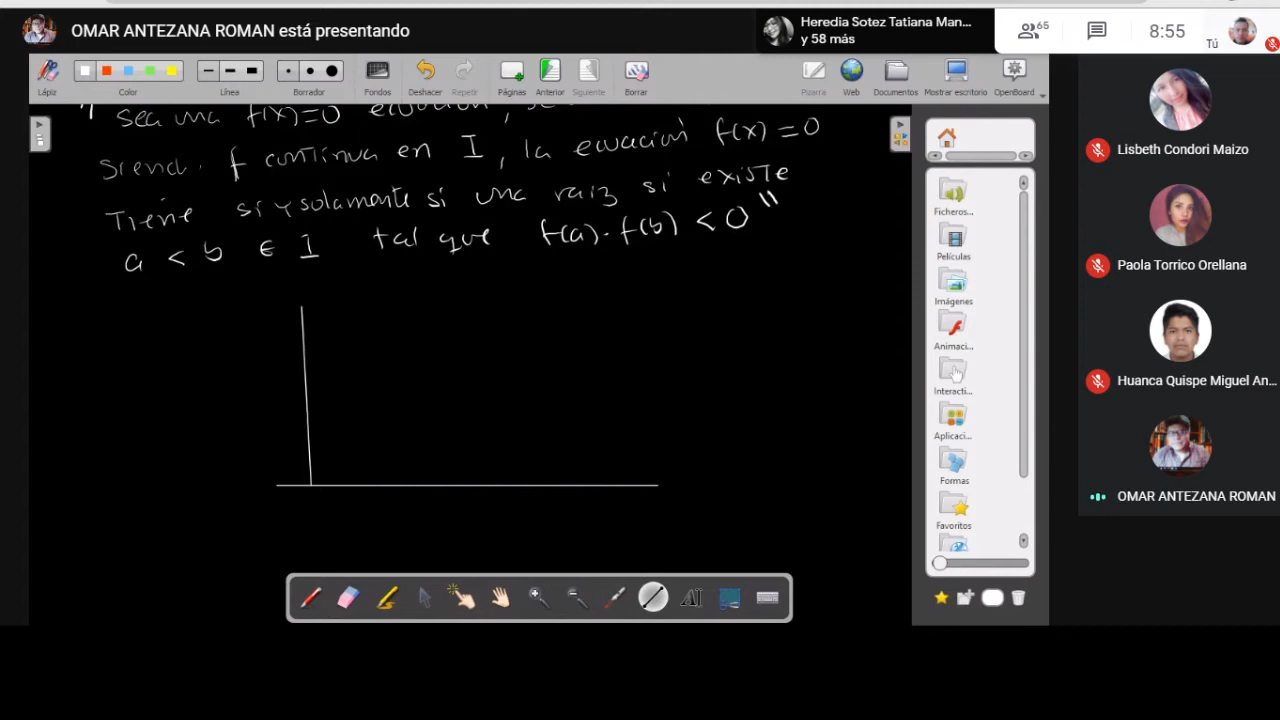 OMAR ANTEZANA ROMAN está presentando
Heredia Sotez Tatiana Man...
y 58 más
65
8:55
Tú
Lápiz
Color
Línea
Borrador
Fondos
Deshacer
Repetir
Páginas
Anterior
Siguiente
Borrar
Pizarra
Web
Documentos
Mostrar escritorio
OpenBoard
Sea una f(x)=0 ecuación,
siend. f continua en I, la ecuación f(x)=0
Tiene si y solamente si una raiz si existe
a < b ∈ I tal que f(a).f(b) < 0"
Ficheros...
Películas
Imágenes
Animaci...
Interacti...
Aplicaci...
Formas
Favoritos
Lisbeth Condori Maizo
Paola Torrico Orellana
Huanca Quispe Miguel An...
OMAR ANTEZANA ROMAN
AI